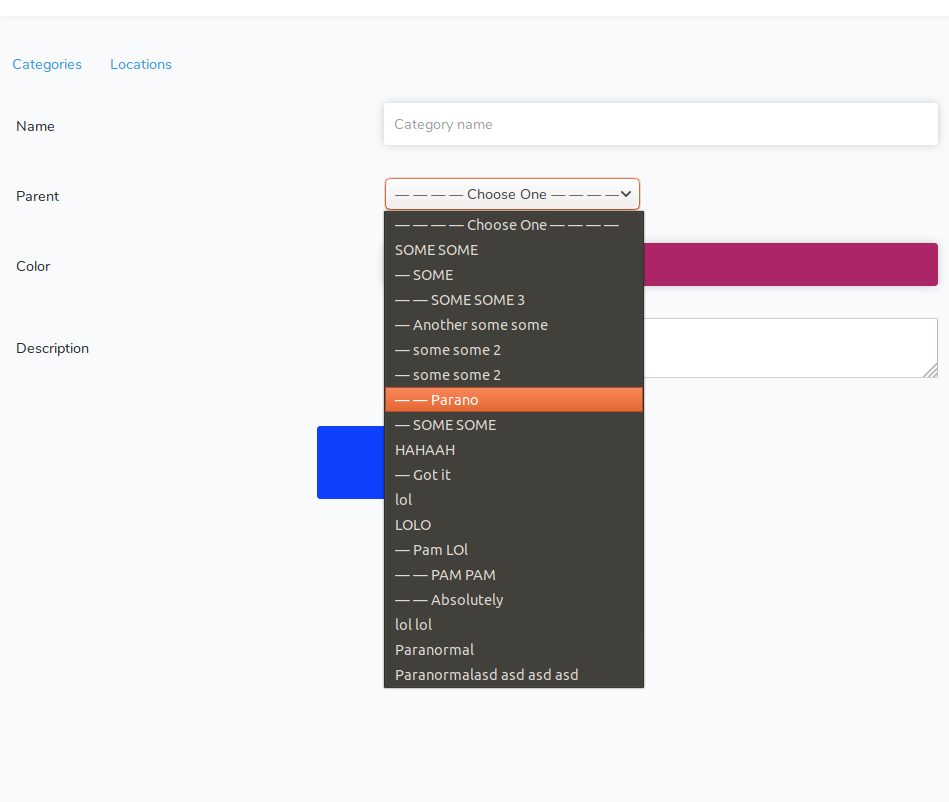 Categories Locations
Name
Category name
Parent
— — — — Choose One — — — —
— — — — Choose One — — — —
SOME SOME
— SOME
— — SOME SOME 3
— Another some some
— some some 2
— some some 2
— — Parano
— SOME SOME
HAHAAH
— Got it
lol
LOLO
— Pam LOl
— — PAM PAM
— — Absolutely
lol lol
Paranormal
Paranormalasd asd asd asd
Color
Description